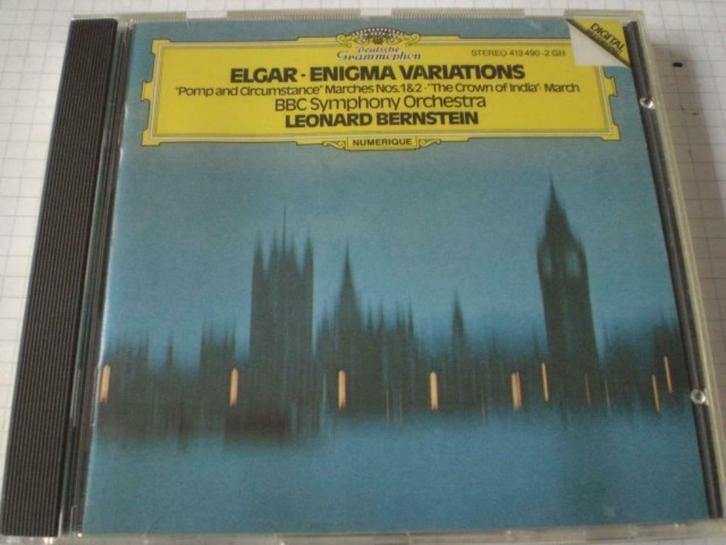 Deutsche
Grammophon
STEREO 413 490-2 GH
DIGITAL
ELGAR · ENIGMA VARIATIONS
"Pomp and Circumstance" Marches Nos. 1 & 2 · "The Crown of India" · March
BBC Symphony Orchestra
LEONARD BERNSTEIN
NUMERIQUE